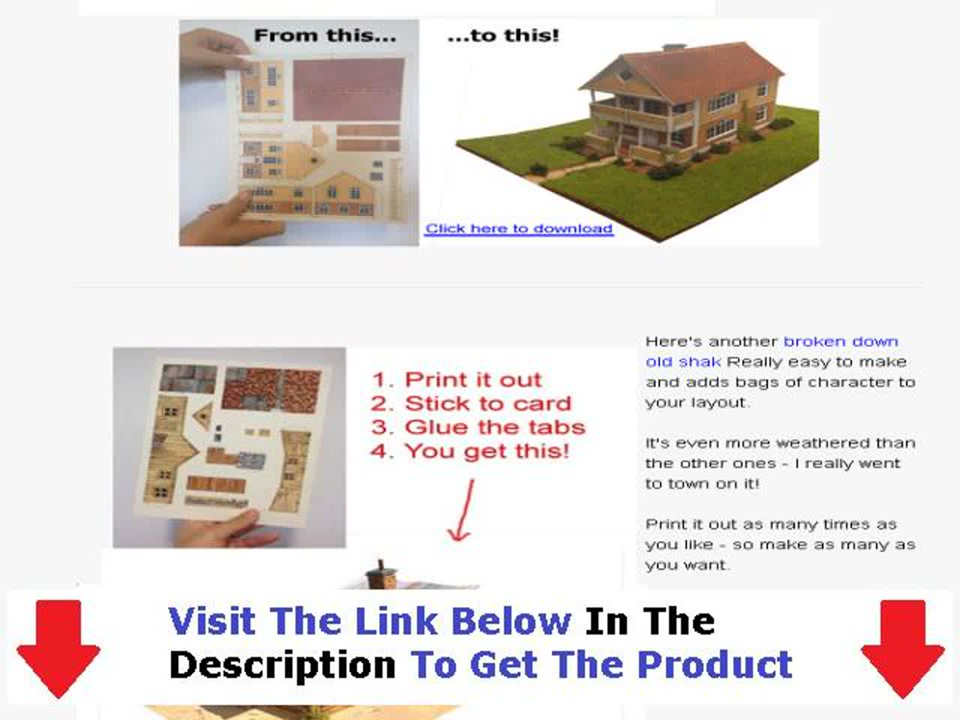 From this... ...to this!
Click here to download
1. Print it out
2. Stick to card
3. Glue the tabs
4. You get this!
Here's another broken down
old shak Really easy to make
and adds bags of character to
your layout.
It's even more weathered than
the other ones - I really went
to town on it!
Print it out as many times as
you like - so make as many as
you want.
Visit The Link Below In The
Description To Get The Product